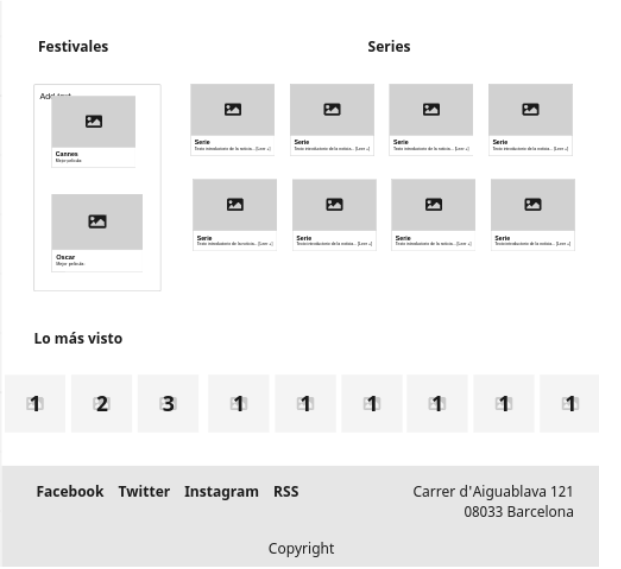 Festivales
Series
Add text
Cannes
Mejor película
Oscar
Mejor película
Serie
Texto introductorio de la noticia... [Leer +]
Serie
Texto introductorio de la noticia... [Leer +]
Serie
Texto introductorio de la noticia... [Leer +]
Serie
Texto introductorio de la noticia... [Leer +]
Serie
Texto introductorio de la noticia... [Leer +]
Serie
Texto introductorio de la noticia... [Leer +]
Serie
Texto introductorio de la noticia... [Leer +]
Serie
Texto introductorio de la noticia... [Leer +]
Lo más visto
1 2 3 1 1 1 1 1 1
Facebook Twitter Instagram RSS
Carrer d'Aiguablava 121
08033 Barcelona
Copyright